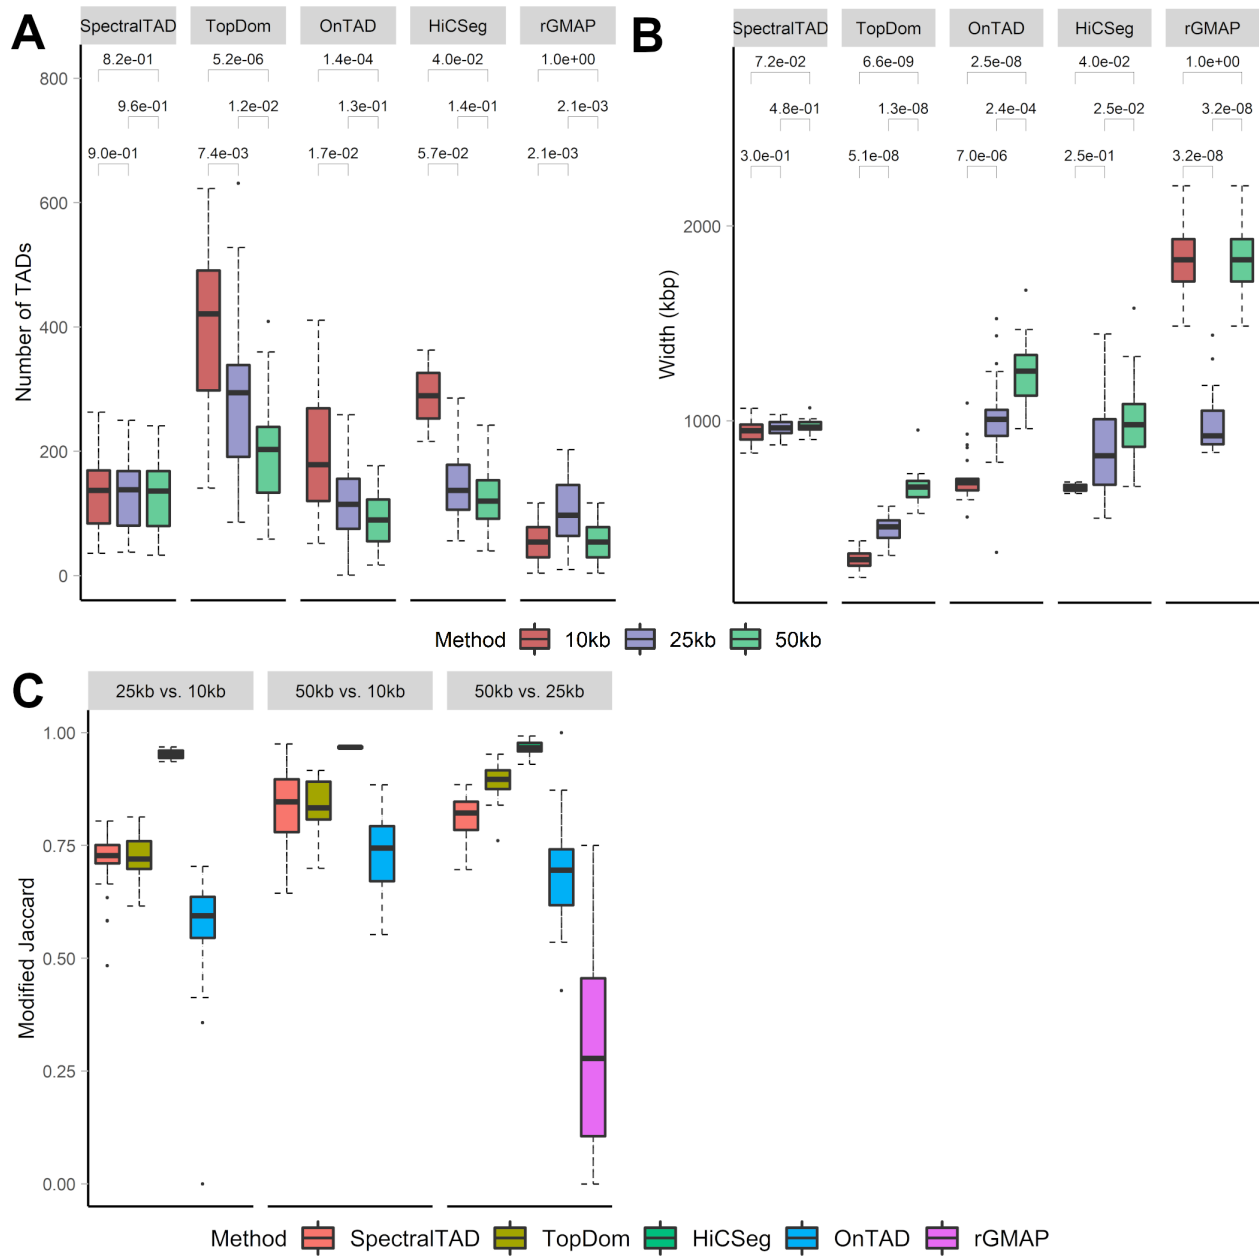 A
SpectralTAD TopDom OnTAD HiCSeg rGMAP
8.2e-01 5.2e-06 1.4e-04 4.0e-02 1.0e+00
9.6e-01 1.2e-02 1.3e-01 1.4e-01 2.1e-03
9.0e-01 7.4e-03 1.7e-02 5.7e-02 2.1e-03
Number of TADs
800
600
400
200
0
B
SpectralTAD TopDom OnTAD HiCSeg rGMAP
7.2e-02 6.6e-09 2.5e-08 4.0e-02 1.0e+00
4.8e-01 1.3e-08 2.4e-04 2.5e-02 3.2e-08
3.0e-01 5.1e-08 7.0e-06 2.5e-01 3.2e-08
Width (kbp)
2000
1000
Method 10kb 25kb 50kb
C
25kb vs. 10kb 50kb vs. 10kb 50kb vs. 25kb
Modified Jaccard
1.00
0.75
0.50
0.25
0.00
Method SpectralTAD TopDom HiCSeg OnTAD rGMAP